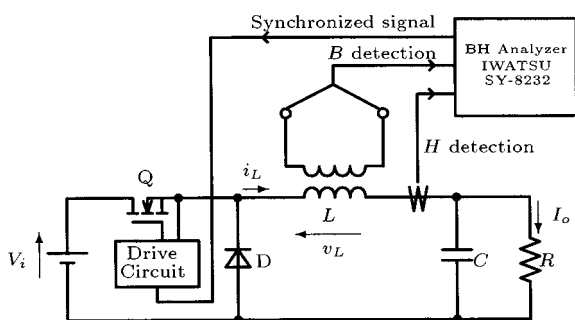 Synchronized signal
B detection
BH Analyzer
IWATSU
SY-8232
H detection
Q
i_L
L
v_L
I_o
V_i
Drive
Circuit
D
C
R